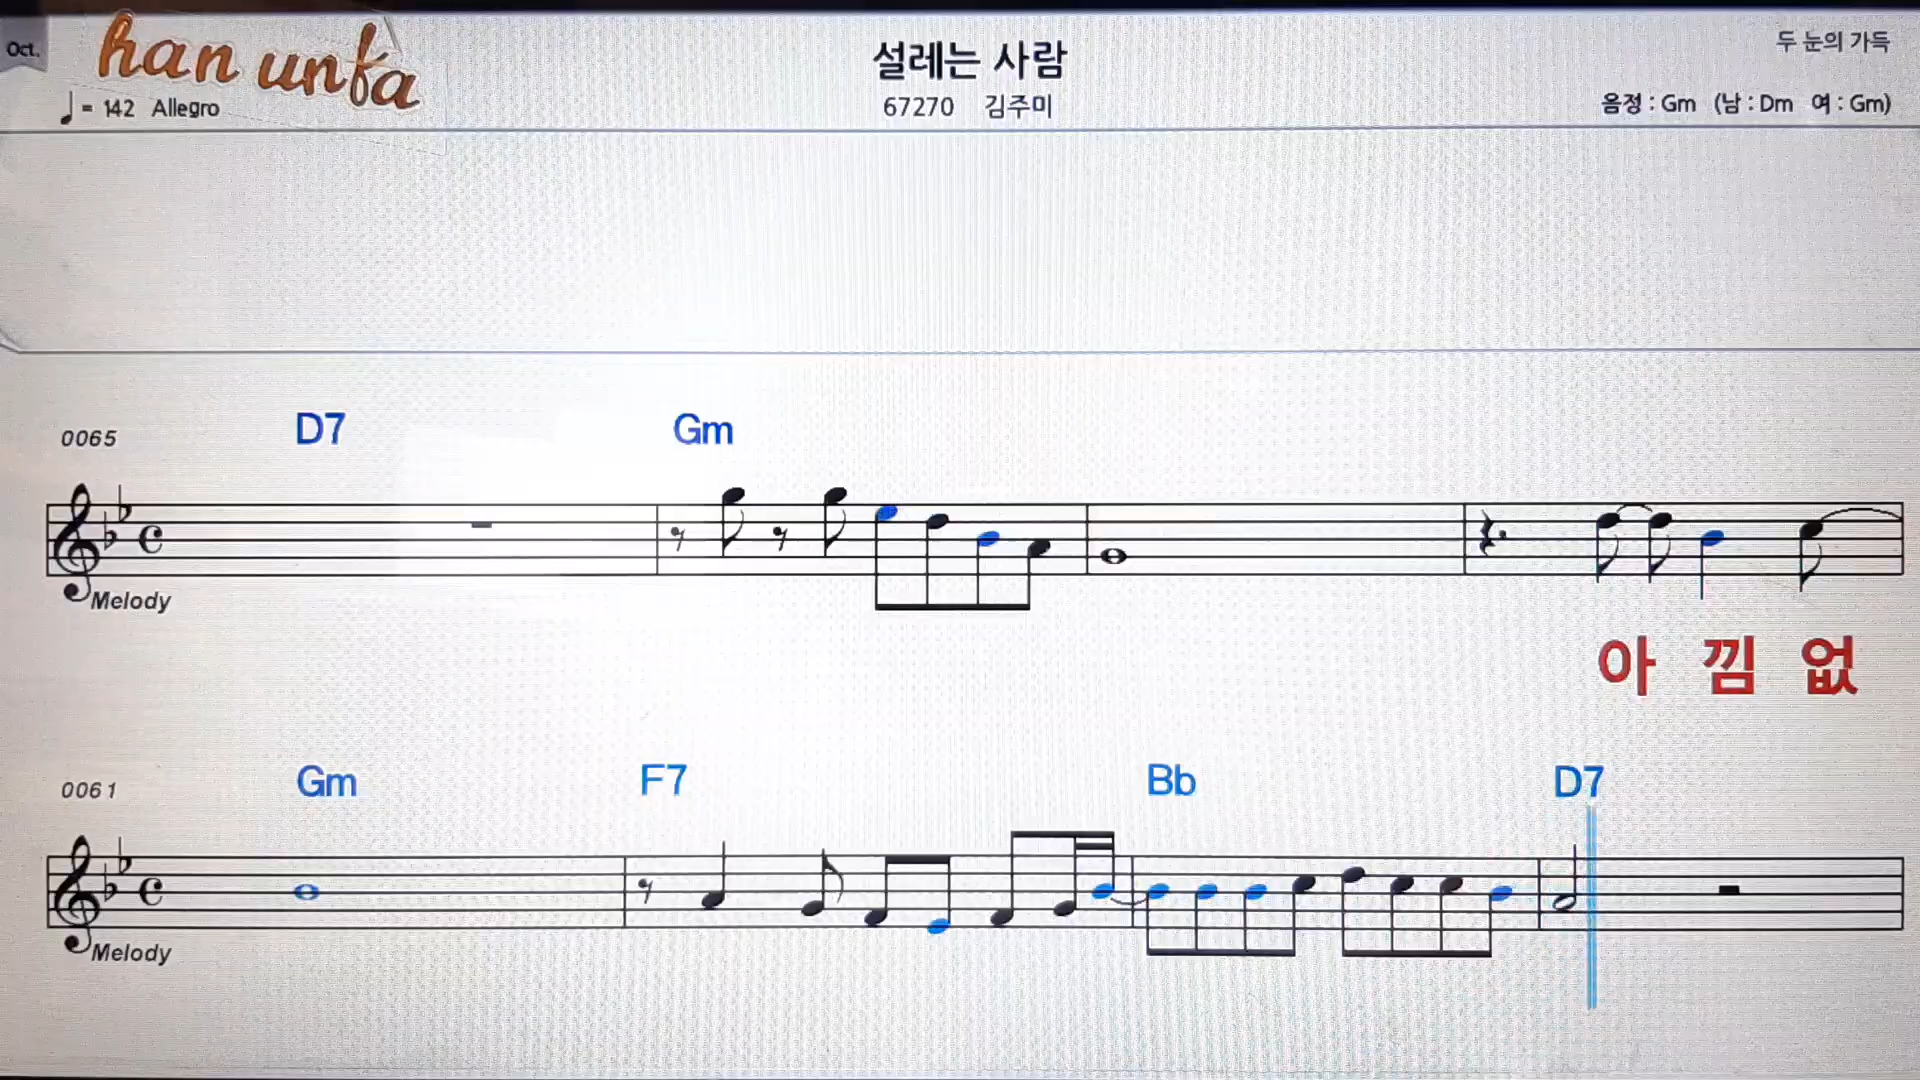 Oct.
han unfa
= 142 Allegro
설레는 사람
67270 김주미
두 눈의 가득
음정 : Gm (남 : Dm 여 : Gm)
0065 D7 Gm
Melody
아 낌 없
0061 Gm F7 Bb D7
Melody